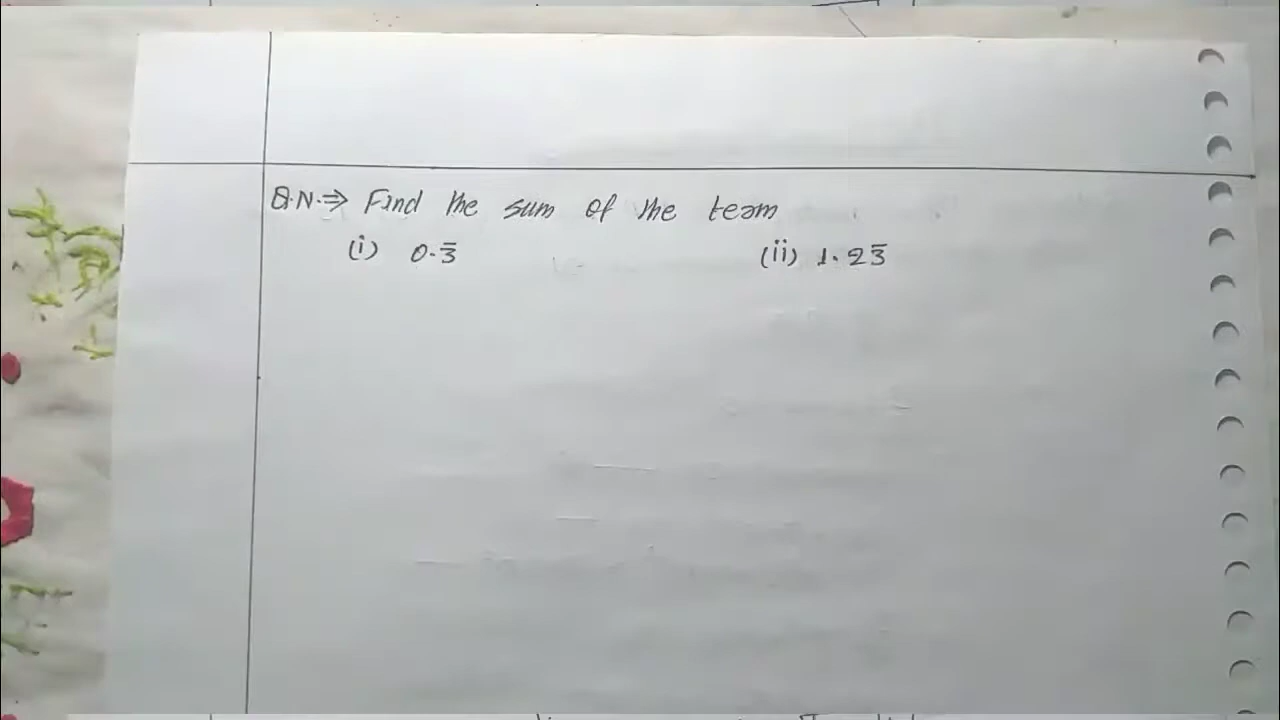 Q.N.⇒ Find the sum of the team
(i) 0.3̅ (ii) 1.23̅